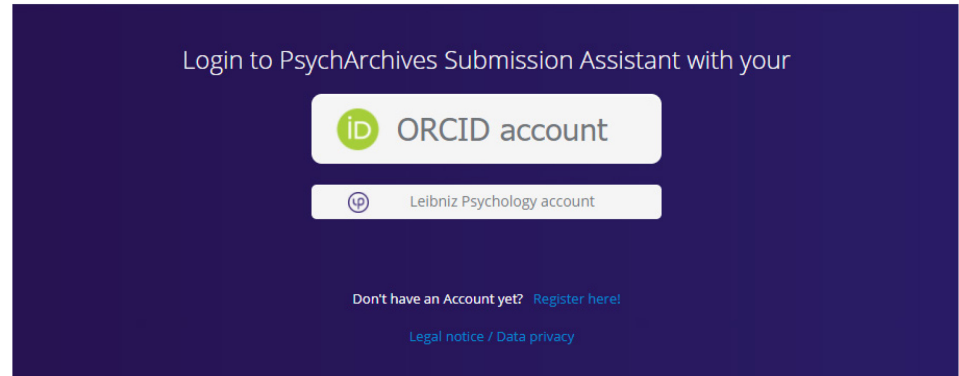 Login to PsychArchives Submission Assistant with your
iD ORCID account
Leibniz Psychology account
Don't have an Account yet? Register here!
Legal notice / Data privacy